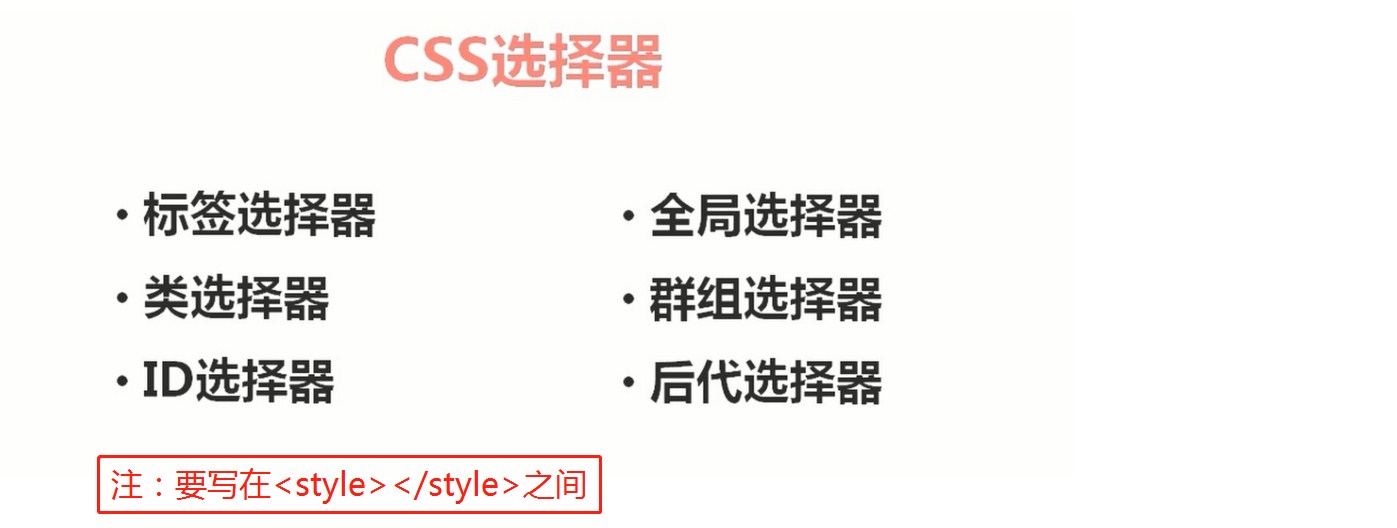 CSS选择器
• 标签选择器
• 类选择器
• ID选择器
• 全局选择器
• 群组选择器
• 后代选择器
注：要写在<style></style>之间